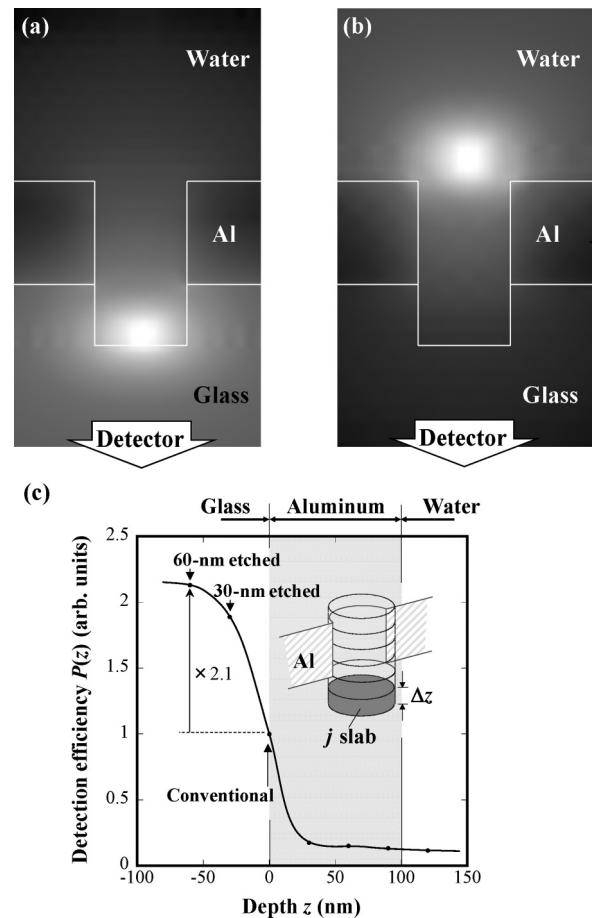 (a)
Water
Al
Glass
Detector
(b)
Water
Al
Glass
Detector
(c)
Glass Aluminum Water
2.5
2
1.5
1
0.5
0
60-nm etched
30-nm etched
×2.1
Conventional
Al
Δz
j slab
Detection efficiency P(z) (arb. units)
-100 -50 0 50 100 150
Depth z (nm)